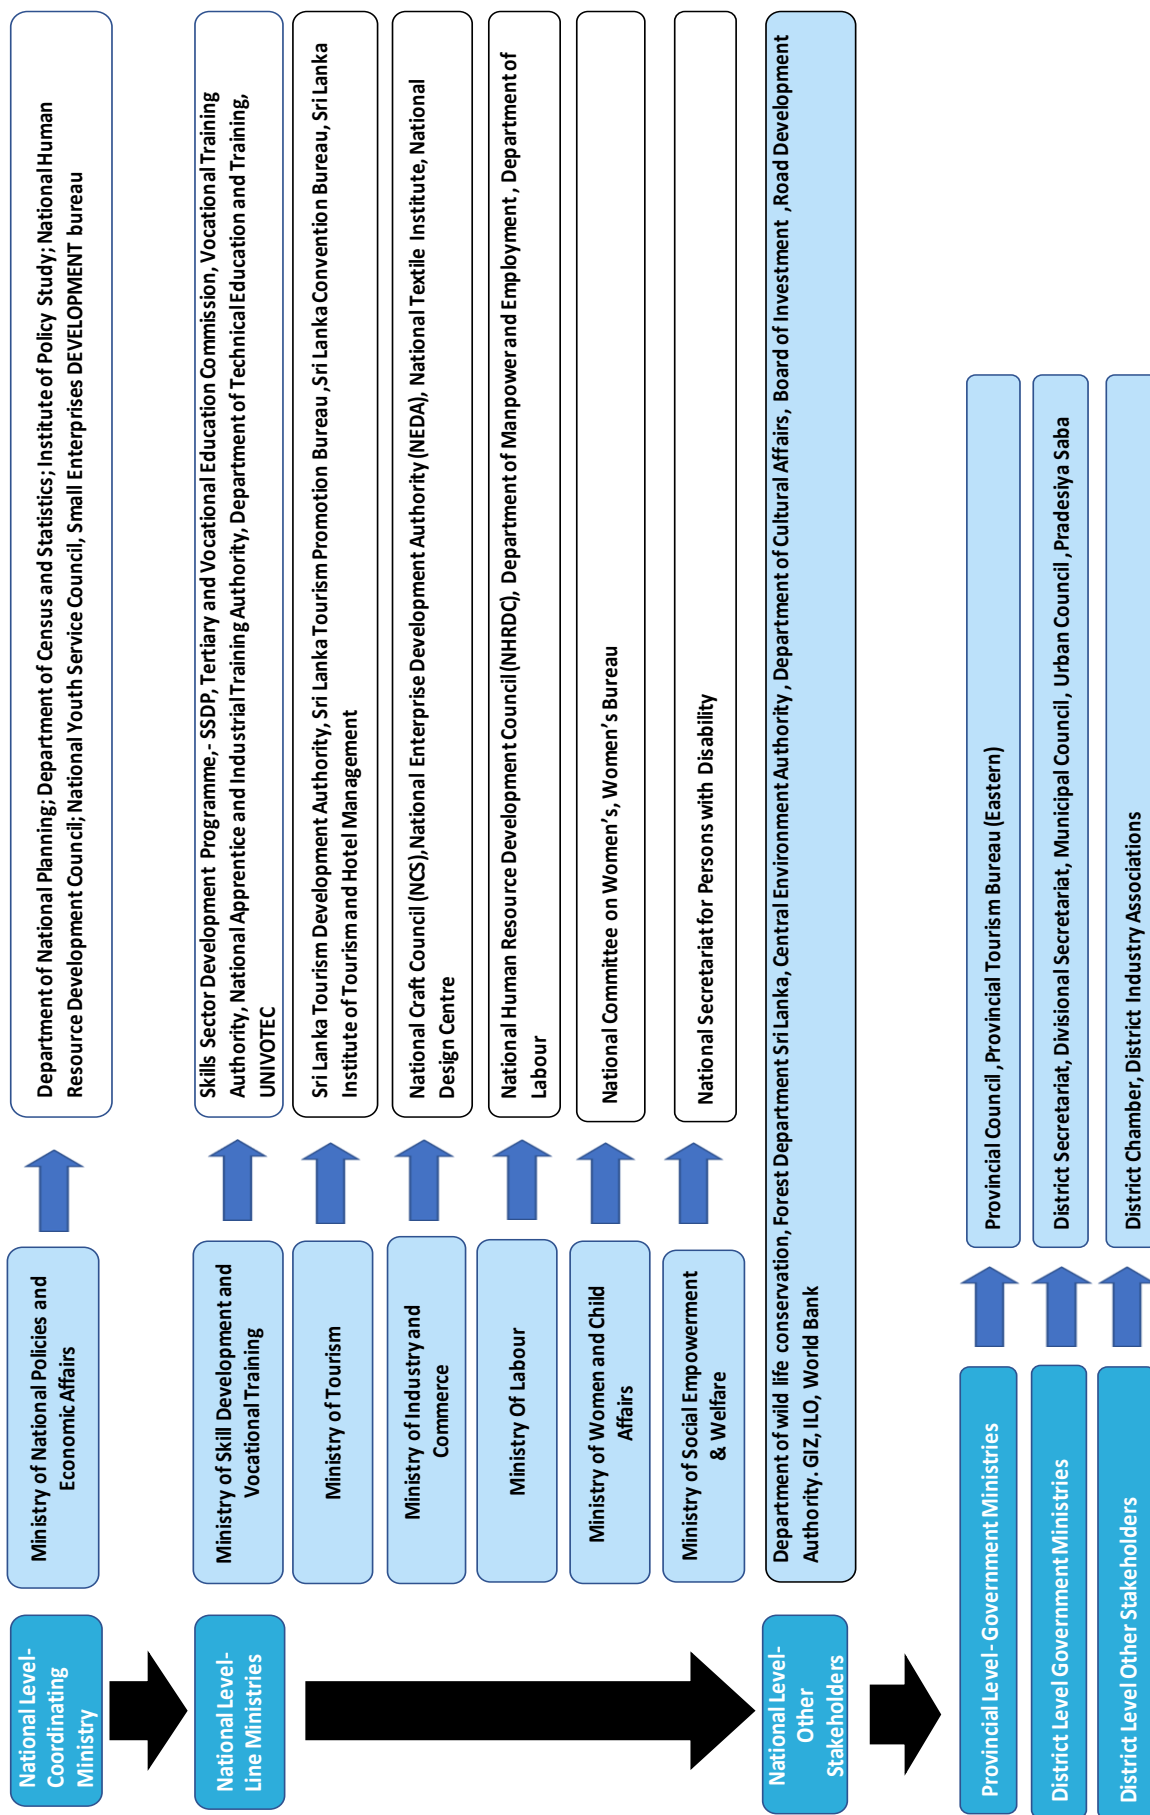 National Level-
Coordinating
Ministry
Ministry of National Policies and
Economic Affairs
Department of National Planning; Department of Census and Statistics; Institute of Policy Study; National Human
Resource Development Council; National Youth Service Council, Small Enterprises DEVELOPMENT bureau
National Level-
Line Ministries
Ministry of Skill Development and
Vocational Training
Skills Sector Development Programme,- SSDP, Tertiary and Vocational Education Commission, Vocational Training
Authority, National Apprentice and Industrial Training Authority, Department of Technical Education and Training,
UNIVOTEC
Ministry of Tourism
Sri Lanka Tourism Development Authority, Sri Lanka Tourism Promotion Bureau ,Sri Lanka Convention Bureau, Sri Lanka
Institute of Tourism and Hotel Management
Ministry of Industry and
Commerce
National Craft Council (NCS),National Enterprise Development Authority (NEDA), National Textile Institute, National
Design Centre
Ministry Of Labour
National Human Resource Development Council (NHRDC), Department of Manpower and Employment , Department of
Labour
Ministry of Women and Child
Affairs
National Committee on Women's, Women's Bureau
Ministry of Social Empowerment
& Welfare
National Secretariat for Persons with Disability
National Level-
Other
Stakeholders
Department of wild life conservation, Forest Department Sri Lanka, Central Environment Authority , Department of Cultural Affairs, Board of Investment ,Road Development
Authority. GIZ, ILO, World Bank
Provincial Level- Government Ministries
Provincial Council ,Provincial Tourism Bureau (Eastern)
District Level Government Ministries
District Secretariat, Divisional Secretariat, Municipal Council , Urban Council ,Pradesiya Saba
District Level Other Stakeholders
District Chamber, District Industry Associations